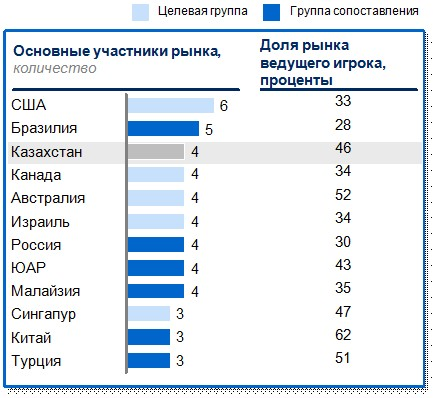 Целевая группа Группа сопоставления
Основные участники рынка,
количество
Доля рынка
ведущего игрока,
проценты
США 6 33
Бразилия 5 28
Казахстан 4 46
Канада 4 34
Австралия 4 52
Израиль 4 34
Россия 4 30
ЮАР 4 43
Малайзия 4 35
Сингапур 3 47
Китай 3 62
Турция 3 51